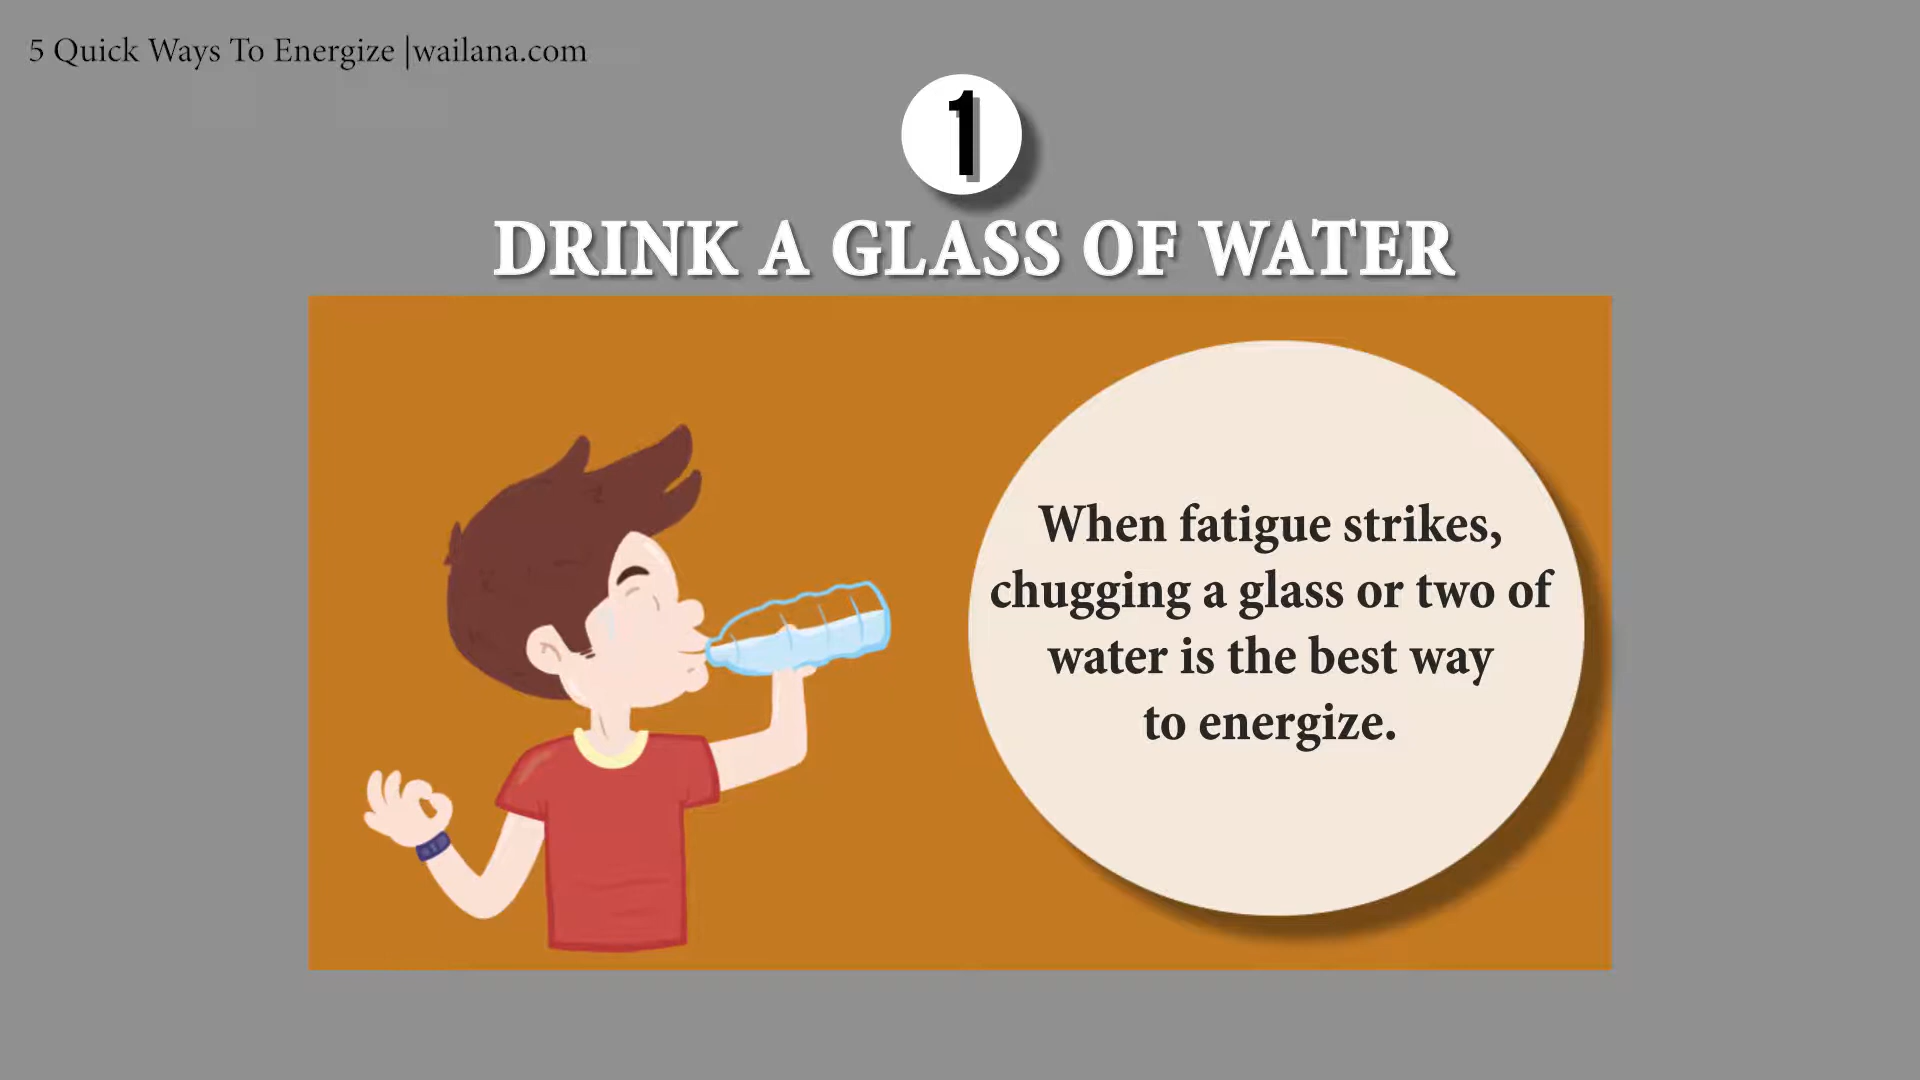 5 Quick Ways To Energize |wailana.com
1
DRINK A GLASS OF WATER
When fatigue strikes,
chugging a glass or two of
water is the best way
to energize.